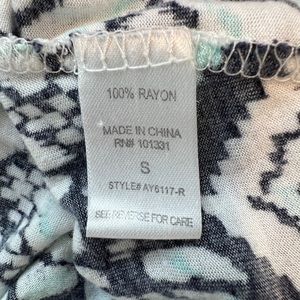 100% RAYON
MADE IN CHINA
RN# 101331
S
STYLE# AY6117-R
SEE REVERSE FOR CARE